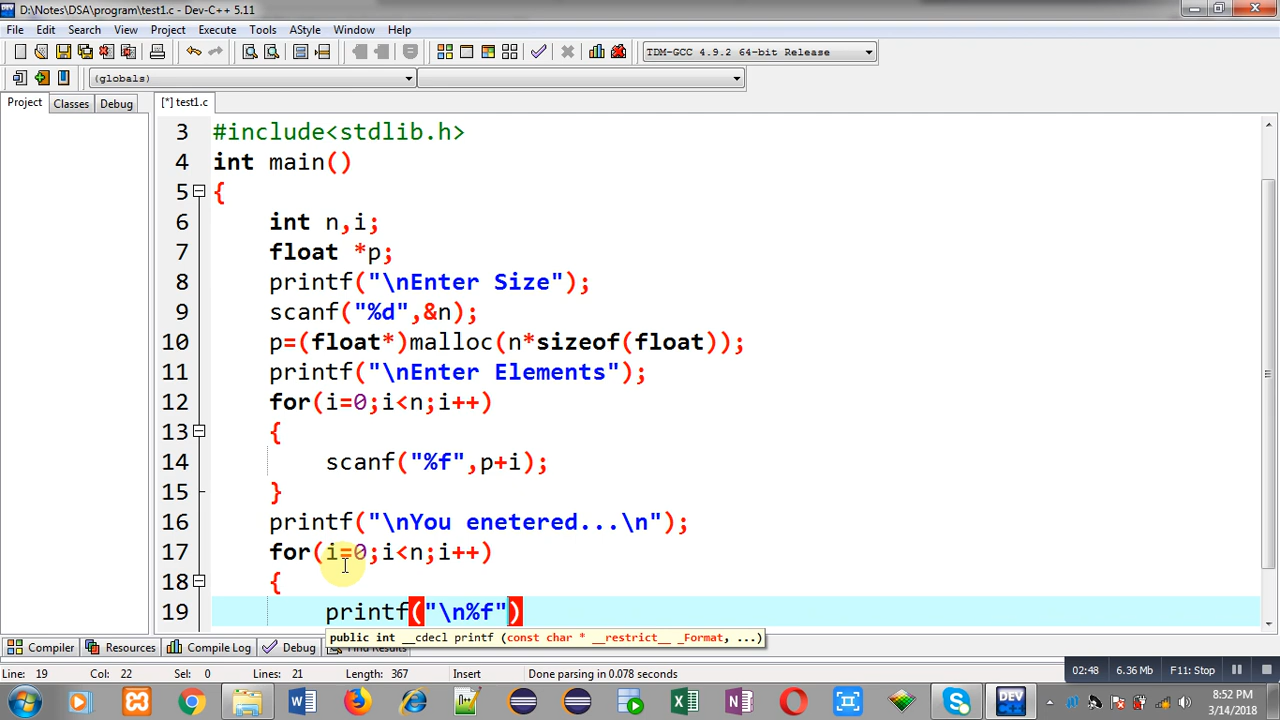 D:\Notes\DSA\program\test1.c - Dev-C++ 5.11
File Edit Search View Project Execute Tools AStyle Window Help
TDM-GCC 4.9.2 64-bit Release
(globals)
Project Classes Debug [*] test1.c
3 #include<stdlib.h>
4 int main()
5 {
6 int n,i;
7 float *p;
8 printf("\nEnter Size");
9 scanf("%d",&n);
10 p=(float*)malloc(n*sizeof(float));
11 printf("\nEnter Elements");
12 for(i=0;i<n;i++)
13 {
14 scanf("%f",p+i);
15 }
16 printf("\nYou enetered...\n");
17 for(i=0;i<n;i++)
18 {
19 printf("\n%f")
public int __cdecl printf (const char * __restrict__ _Format, ...)
Compiler Resources Compile Log Debug Find Results
Line: 19 Col: 22 Sel: 0 Lines: 21 Length: 367 Insert Done parsing in 0.078 seconds
02:48 6.36 Mb F11: Stop
8:52 PM
3/14/2018